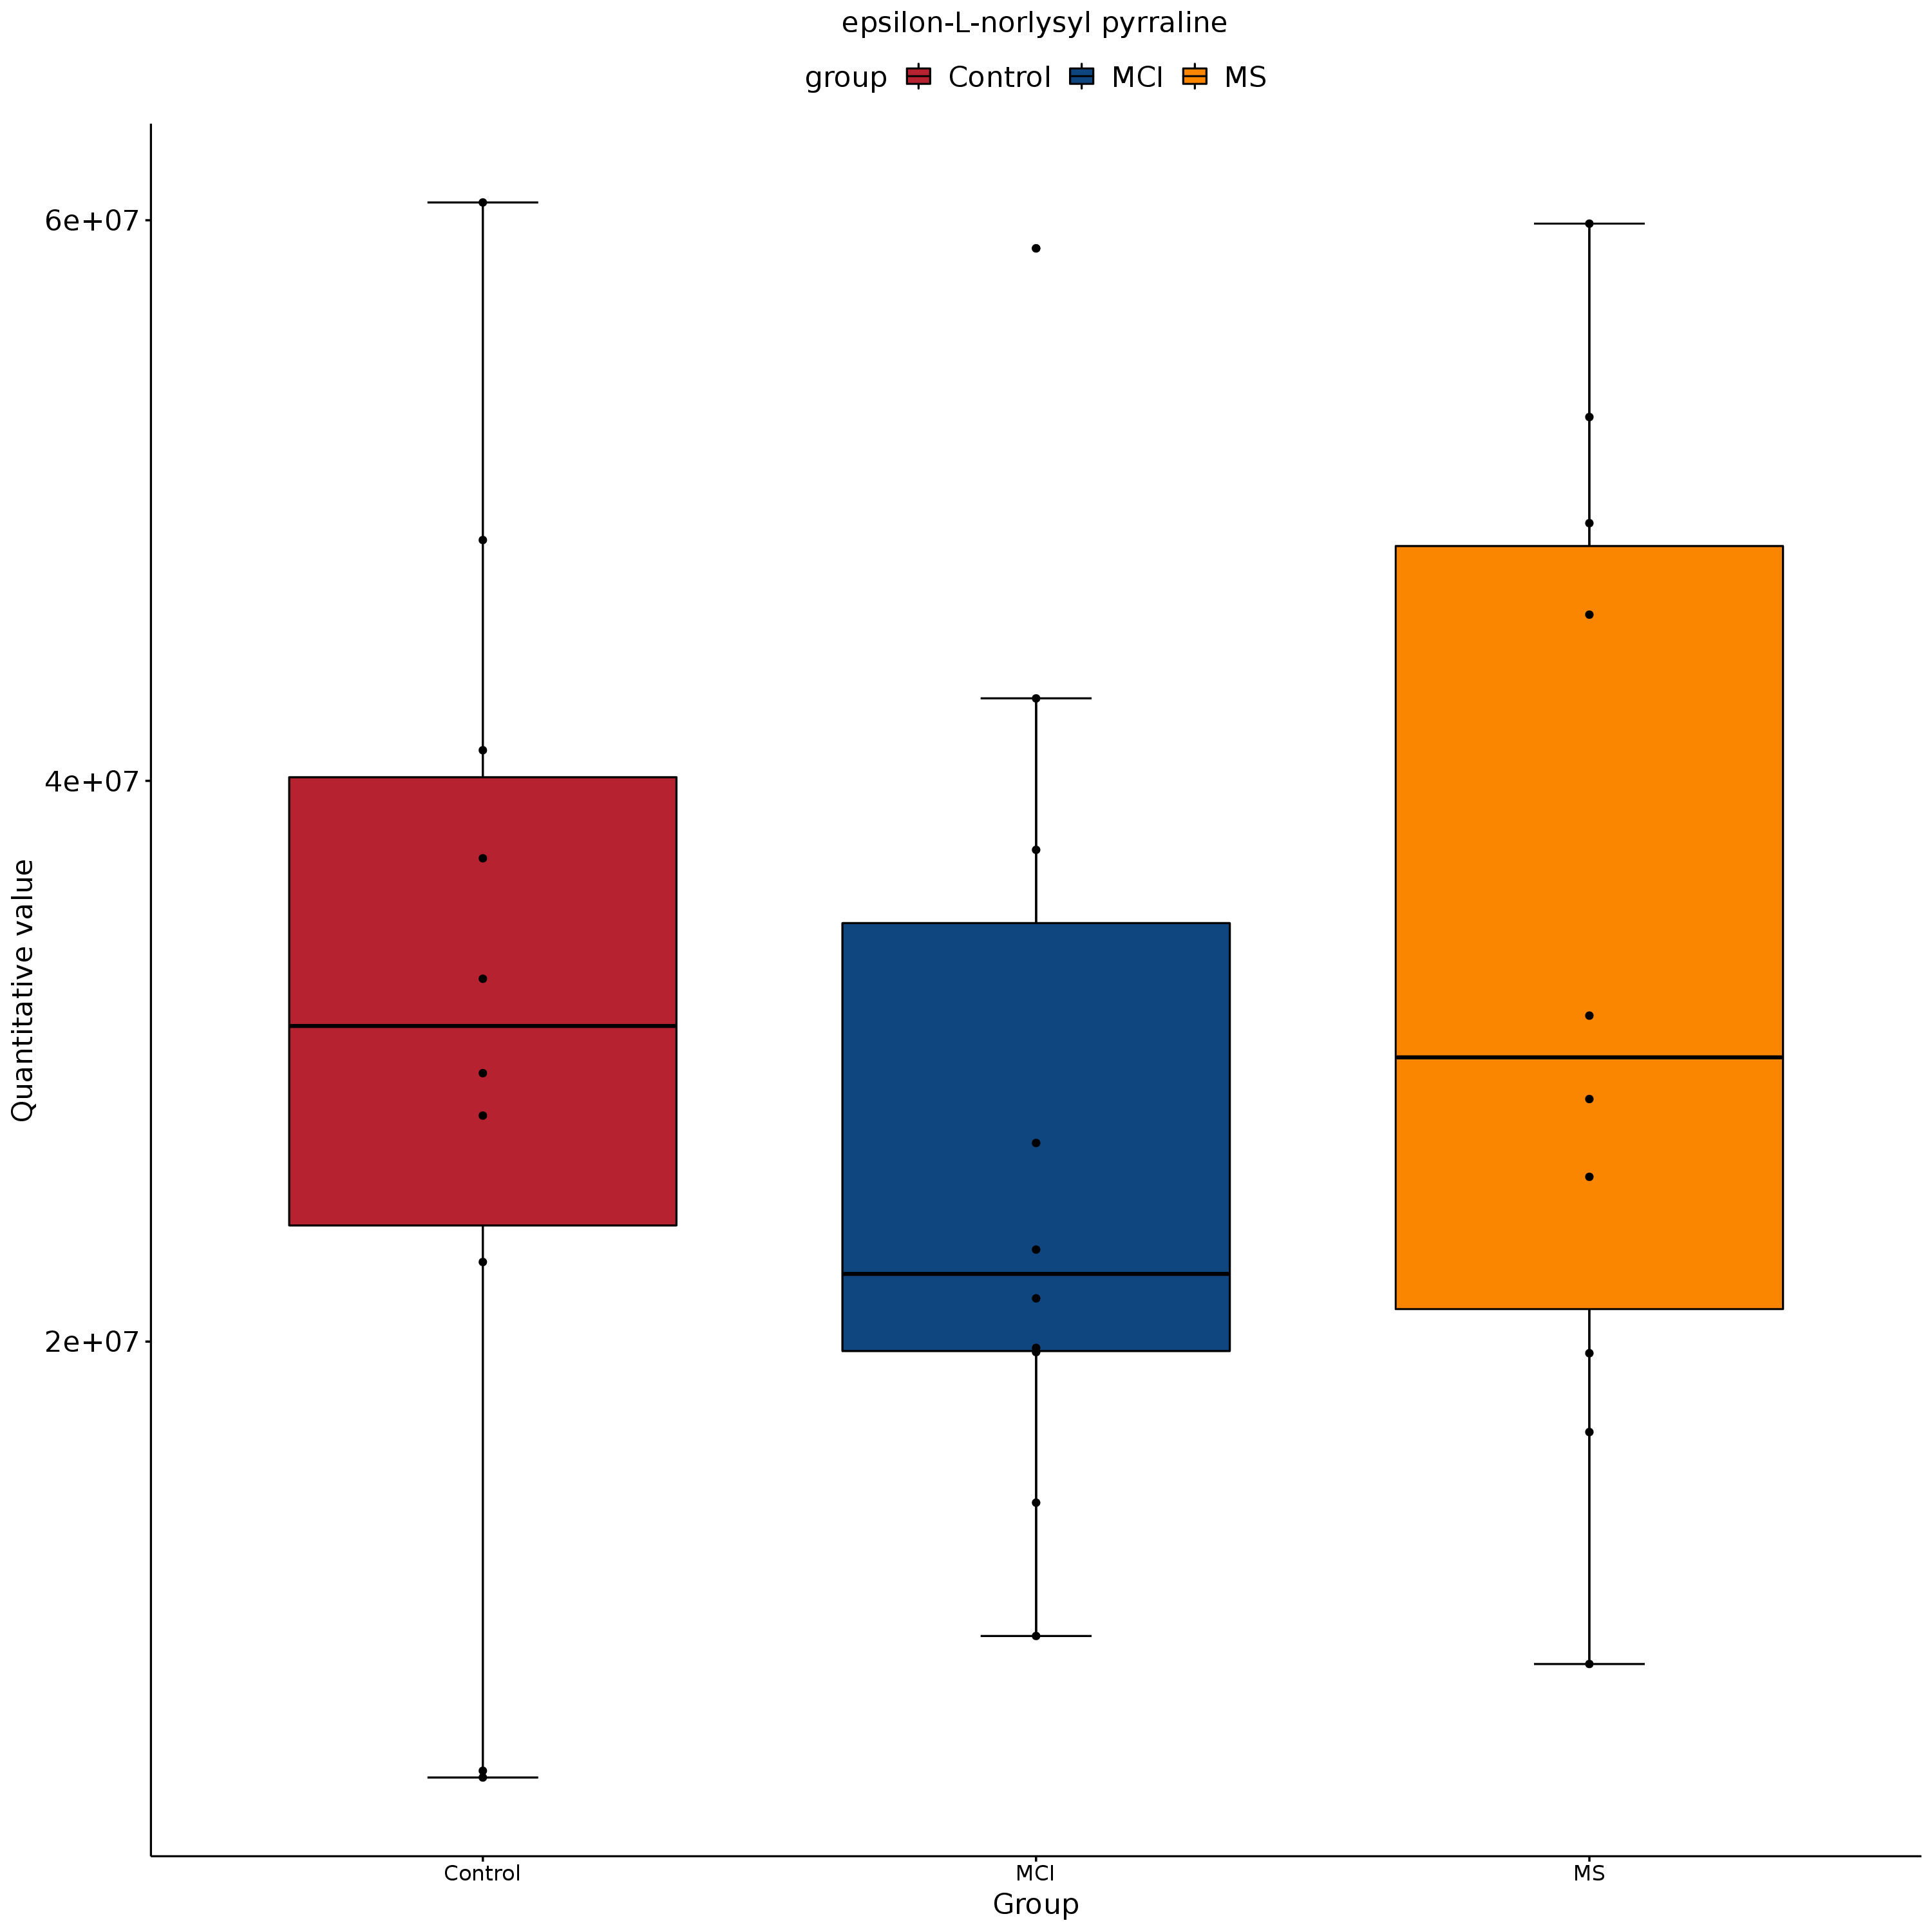 epsilon-L-norlysyl pyrraline
group Control MCI MS
6e+07
4e+07
2e+07
Quantitative value
Control MCI MS
Group